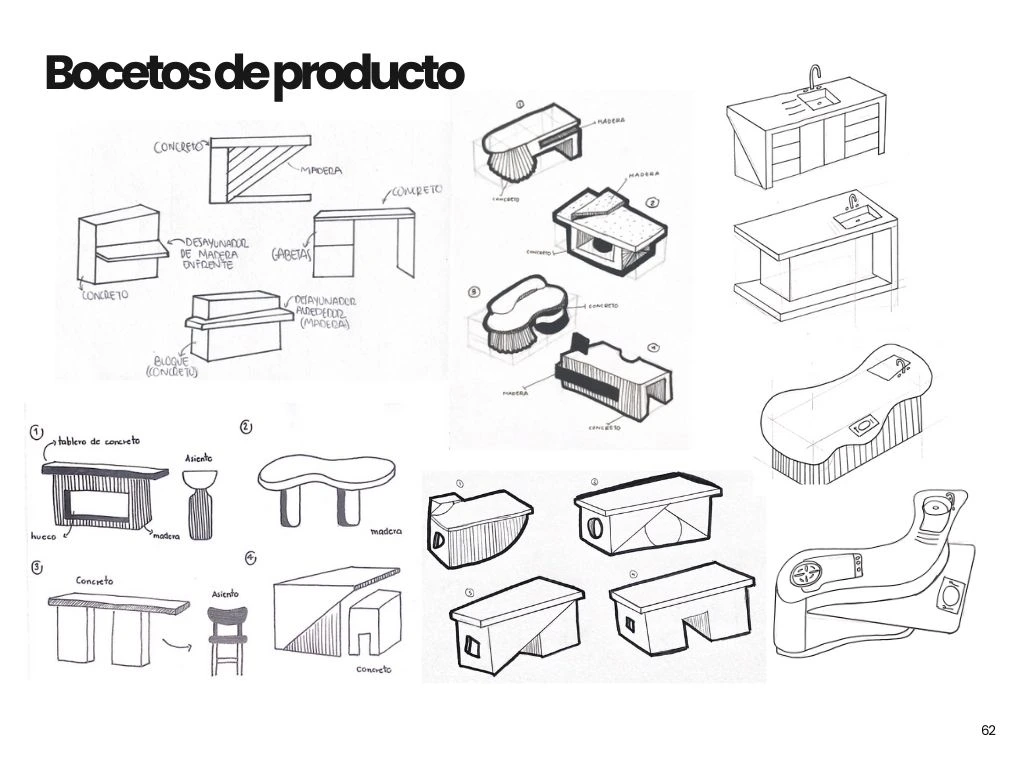 Bocetos de producto
CONCRETO
MADERA
CONCRETO
DESAYUNADOR
DE MADERA
ENFRENTE
GABETAS
CONCRETO
DESAYUNADOR
ALREDEDOR
(MADERA)
BLOQUE
(CONCRETO)
1
MADERA
CONCRETO
MADERA
2
CONCRETO
3
CONCRETO
4
MADERA
CONCRETO
1
tablero de concreto
Asiento
hueco
madera
2
madera
3
Concreto
Asiento
4
Concreto
1
2
3
4
62